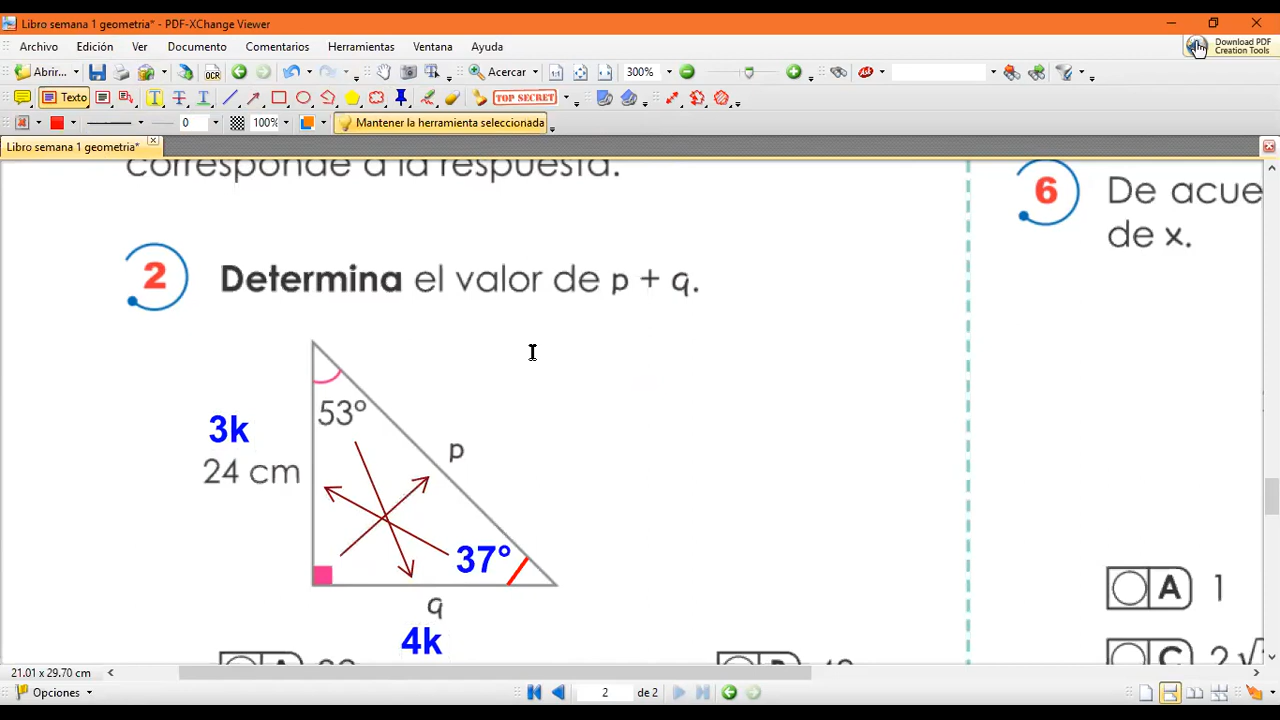 Libro semana 1 geometria* - PDF-XChange Viewer
Archivo Edición Ver Documento Comentarios Herramientas Ventana Ayuda
Download PDF
Creation Tools
Abrir... OCR Acercar 300%
Texto TOP SECRET
0 100% Mantener la herramienta seleccionada
Libro semana 1 geometria*
corresponde a la respuesta.
2 Determina el valor de p + q.
53°
3k
24 cm
p
37°
q
4k
A
6 De acue
de x.
A 1
C 2√
21.01 x 29.70 cm
Opciones 2 de 2